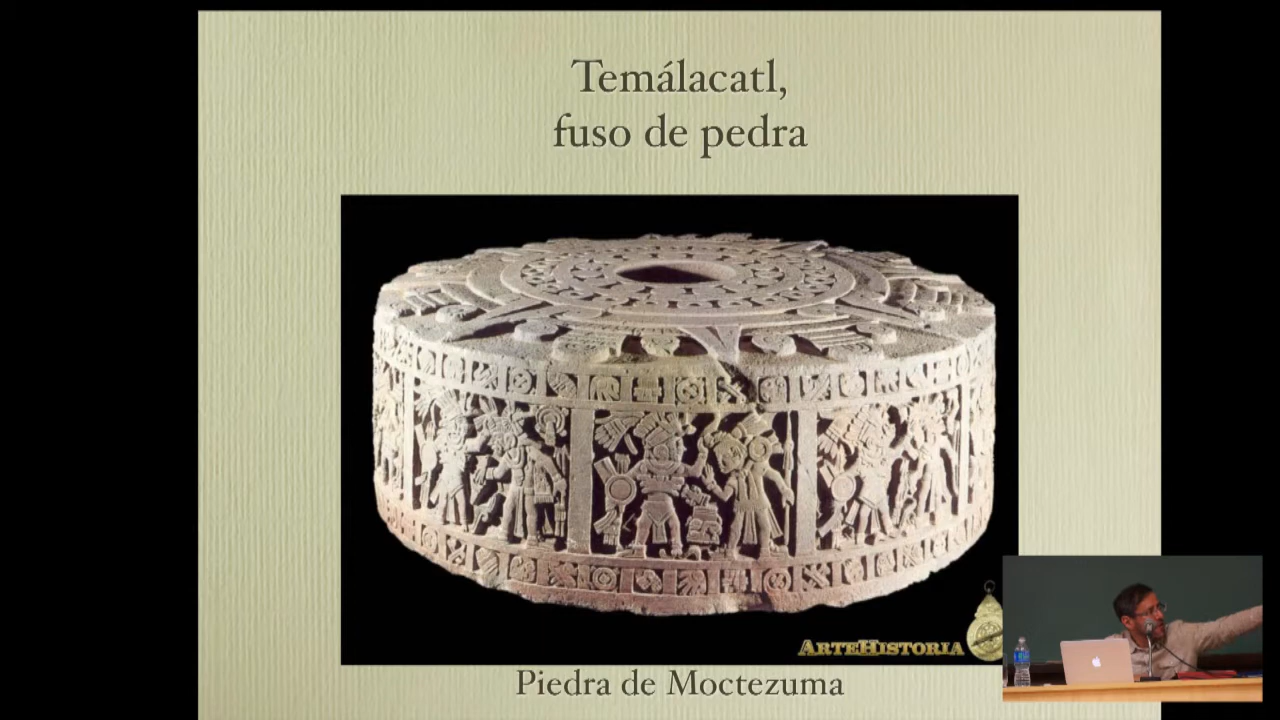 Temálacatl,
fuso de pedra
ARTEHISTORIA
Piedra de Moctezuma